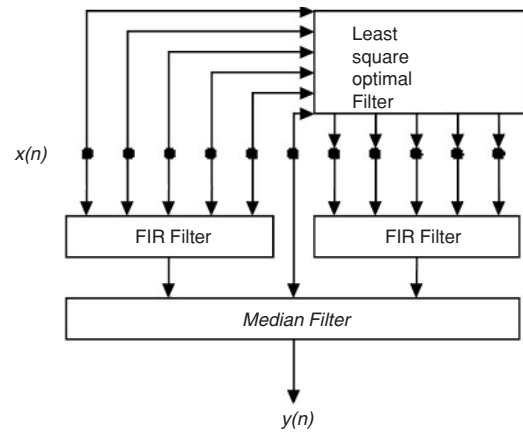 Least
square
optimal
Filter
x(n)
FIR Filter
FIR Filter
Median Filter
y(n)